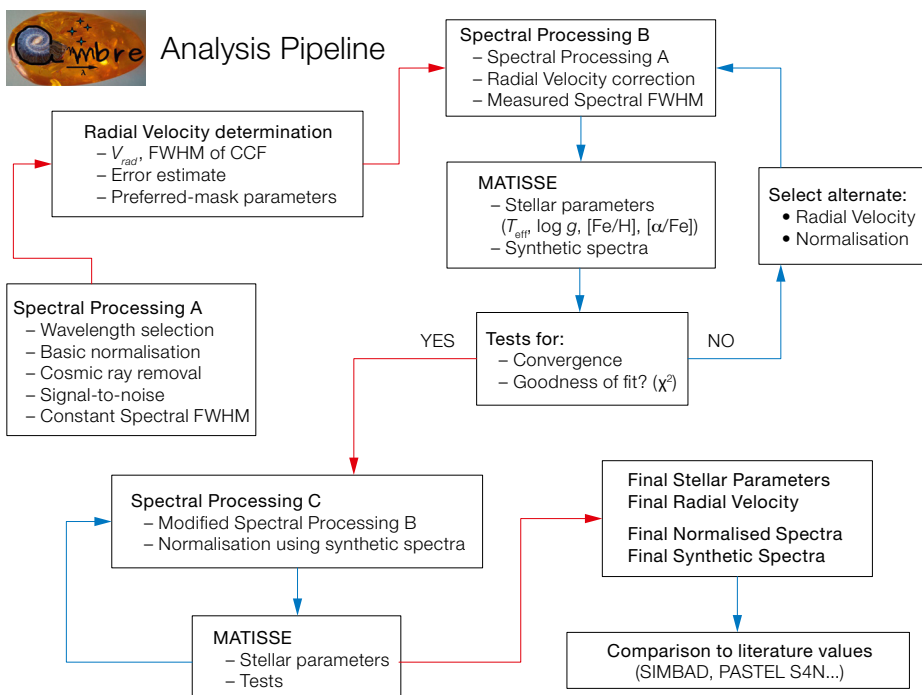 ambre
λ
Analysis Pipeline
Spectral Processing B
– Spectral Processing A
– Radial Velocity correction
– Measured Spectral FWHM
Radial Velocity determination
– Vrad, FWHM of CCF
– Error estimate
– Preferred-mask parameters
MATISSE
– Stellar parameters
(Teff, log g, [Fe/H], [α/Fe])
– Synthetic spectra
Select alternate:
• Radial Velocity
• Normalisation
Spectral Processing A
– Wavelength selection
– Basic normalisation
– Cosmic ray removal
– Signal-to-noise
– Constant Spectral FWHM
YES
Tests for:
– Convergence
– Goodness of fit? (χ²)
NO
Spectral Processing C
– Modified Spectral Processing B
– Normalisation using synthetic spectra
Final Stellar Parameters
Final Radial Velocity
Final Normalised Spectra
Final Synthetic Spectra
MATISSE
– Stellar parameters
– Tests
Comparison to literature values
(SIMBAD, PASTEL S4N...)